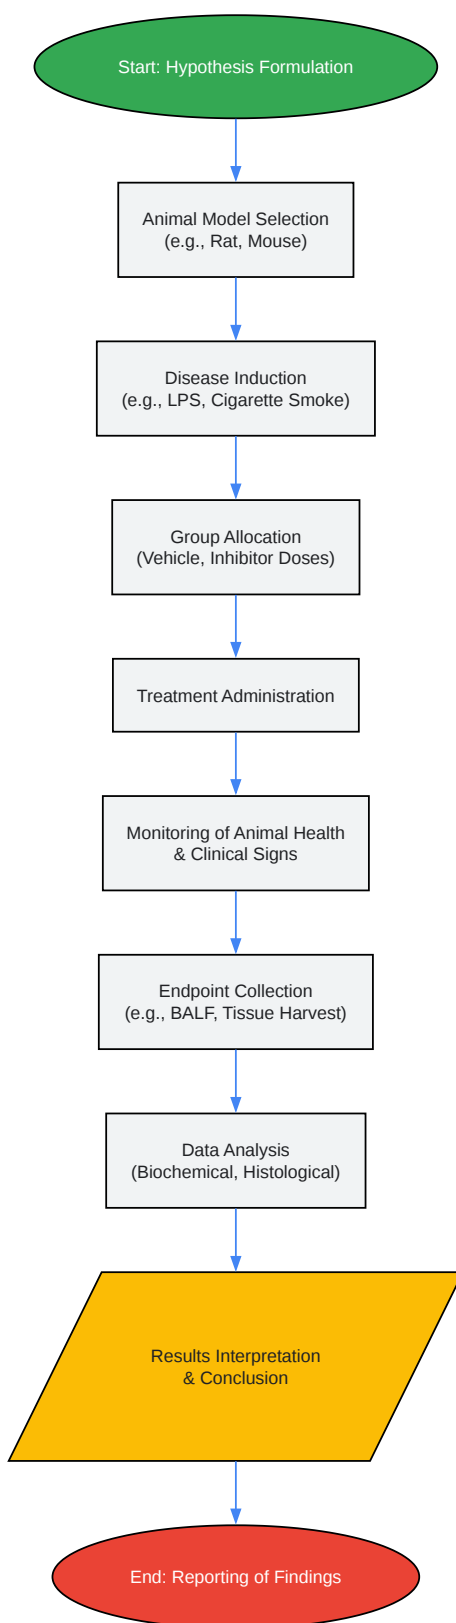 Start: Hypothesis Formulation
Animal Model Selection
(e.g., Rat, Mouse)
Disease Induction
(e.g., LPS, Cigarette Smoke)
Group Allocation
(Vehicle, Inhibitor Doses)
Treatment Administration
Monitoring of Animal Health
& Clinical Signs
Endpoint Collection
(e.g., BALF, Tissue Harvest)
Data Analysis
(Biochemical, Histological)
Results Interpretation
& Conclusion
End: Reporting of Findings